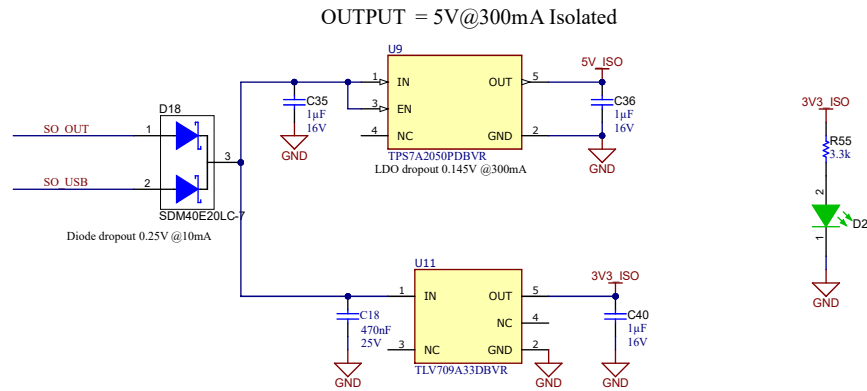 OUTPUT = 5V@300mA Isolated
U9
5V_ISO
1 IN OUT 5
C35
1µF
16V
3 EN
4 NC GND 2
C36
1µF
16V
GND
GND
TPS7A2050PDBVR
LDO dropout 0.145V @300mA
D18
SO_OUT 1
3
SO_USB 2
SDM40E20LC-7
Diode dropout 0.25V @10mA
3V3_ISO
R55
3.3k
2
D2
1
GND
U11
3V3_ISO
1 IN OUT 5
C18
470nF
25V
NC 4
3 NC GND 2
C40
1µF
16V
TLV709A33DBVR
GND
GND
GND